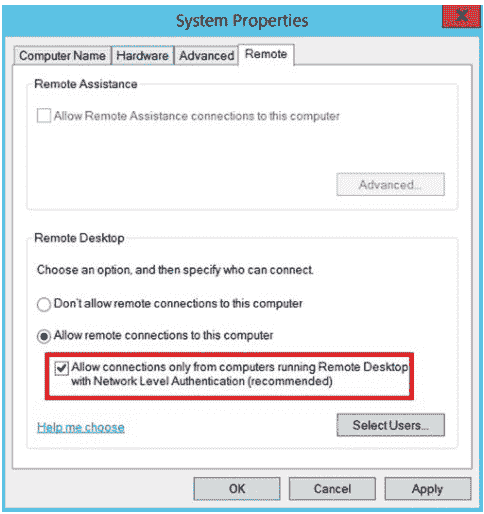 System Properties
Computer Name Hardware Advanced Remote
Remote Assistance
Allow Remote Assistance connections to this computer
Advanced...
Remote Desktop
Choose an option, and then specify who can connect.
Don't allow remote connections to this computer
Allow remote connections to this computer
Allow connections only from computers running Remote Desktop
with Network Level Authentication (recommended)
Help me choose
Select Users...
OK Cancel Apply